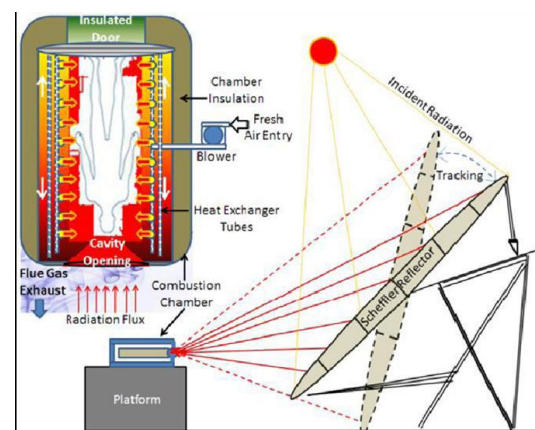 Insulated
Door
Chamber
Insulation
Fresh
Air Entry
Blower
Heat Exchanger
Tubes
Cavity
Opening
Flue Gas
Exhaust
Radiation Flux
Combustion
Chamber
Platform
Incident Radiation
Tracking
Scheffler Reflector